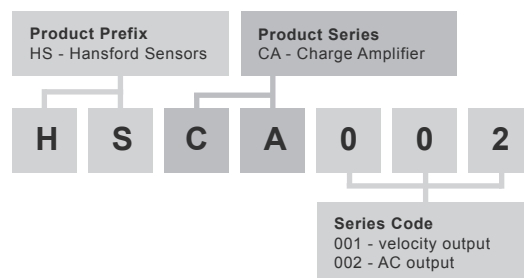 Product Prefix
HS - Hansford Sensors
Product Series
CA - Charge Amplifier
H S C A 0 0 2
Series Code
001 - velocity output
002 - AC output